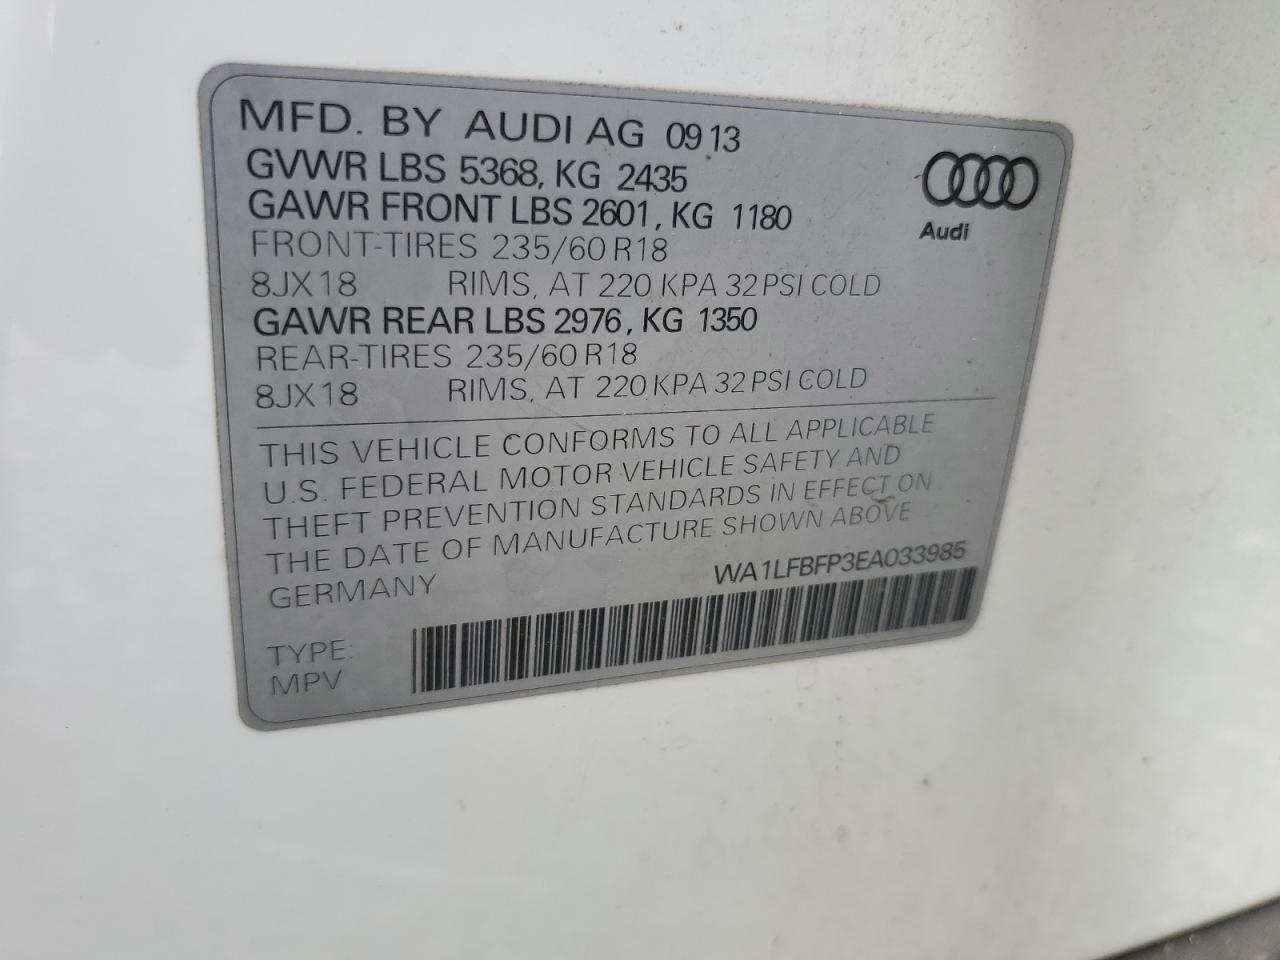 MFD. BY AUDI AG 09 13
GVWR LBS 5368, KG 2435
GAWR FRONT LBS 2601, KG 1180
FRONT-TIRES 235/60 R18
8JX18 RIMS, AT 220 KPA 32 PSI COLD
GAWR REAR LBS 2976, KG 1350
REAR-TIRES 235/60 R18
8JX18 RIMS, AT 220 KPA 32 PSI COLD
Audi
THIS VEHICLE CONFORMS TO ALL APPLICABLE
U.S. FEDERAL MOTOR VEHICLE SAFETY AND
THEFT PREVENTION STANDARDS IN EFFECT ON
THE DATE OF MANUFACTURE SHOWN ABOVE
GERMANY WA1LFBFP3EA033985
TYPE:
MPV